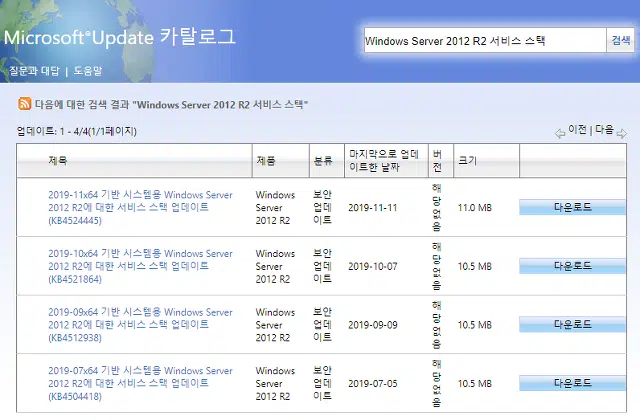 Microsoft®Update 카탈로그
Windows Server 2012 R2 서비스 스택
검색
질문과 대답 | 도움말
다음에 대한 검색 결과 "Windows Server 2012 R2 서비스 스택"
업데이트: 1 - 4/4(1/1페이지)
이전 | 다음
제목
제품
분류
마지막으로 업데
이트한 날짜
버
전
크기
2019-11x64 기반 시스템용 Windows Server
2012 R2에 대한 서비스 스택 업데이트
(KB4524445)
Windows
Server
2012 R2
보안
업데
이트
2019-11-11
해
당
없
음
11.0 MB
다운로드
2019-10x64 기반 시스템용 Windows Server
2012 R2에 대한 서비스 스택 업데이트
(KB4521864)
Windows
Server
2012 R2
보안
업데
이트
2019-10-07
해
당
없
음
10.5 MB
다운로드
2019-09x64 기반 시스템용 Windows Server
2012 R2에 대한 서비스 스택 업데이트
(KB4512938)
Windows
Server
2012 R2
보안
업데
이트
2019-09-09
해
당
없
음
10.5 MB
다운로드
2019-07x64 기반 시스템용 Windows Server
2012 R2에 대한 서비스 스택 업데이트
(KB4504418)
Windows
Server
2012 R2
보안
업데
이트
2019-07-05
해
당
없
음
10.5 MB
다운로드